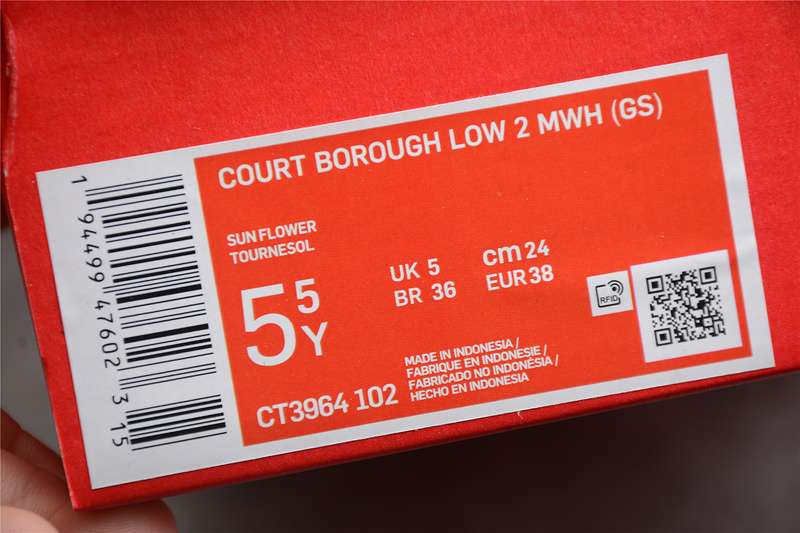 COURT BOROUGH LOW 2 MWH (GS)
SUN FLOWER
TOURNESOL
5 5 Y
UK 5
BR 36
cm 24
EUR 38
RFID
CT3964 102
MADE IN INDONESIA /
FABRIQUE EN INDONESIE /
FABRICADO NO INDONÉSIA /
HECHO EN INDONESIA
1 94499 47602 3 15